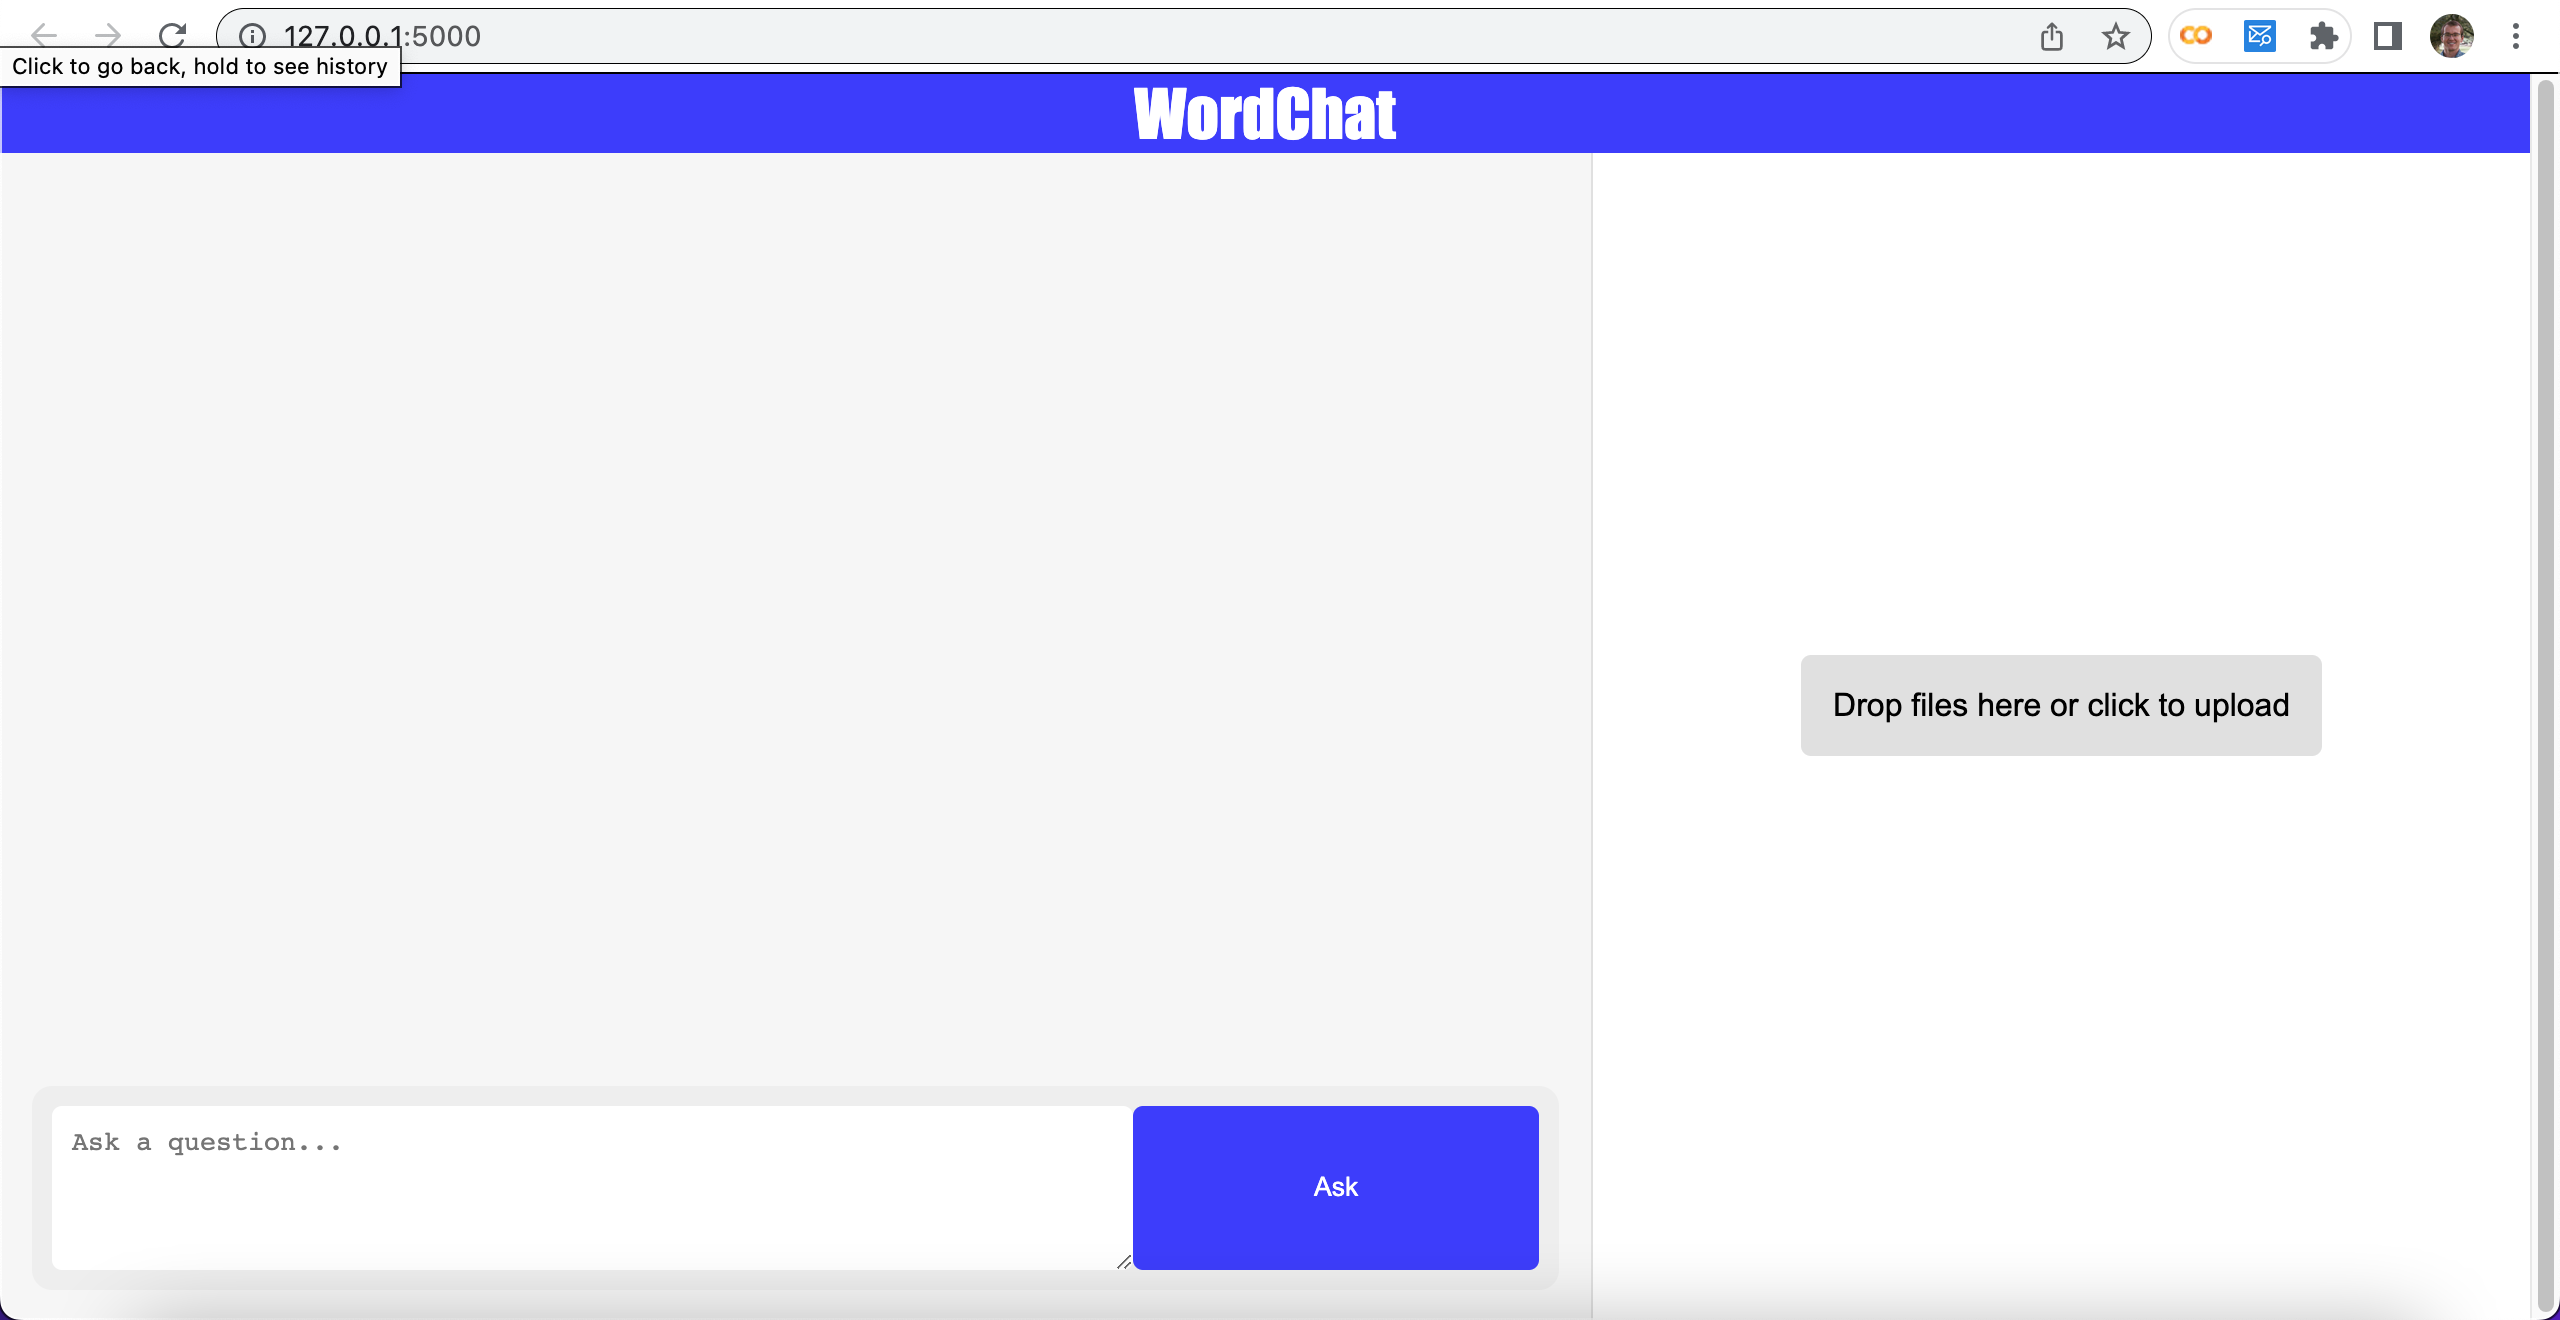 127.0.0.1:5000
Click to go back, hold to see history
WordChat
Drop files here or click to upload
Ask a question...
Ask